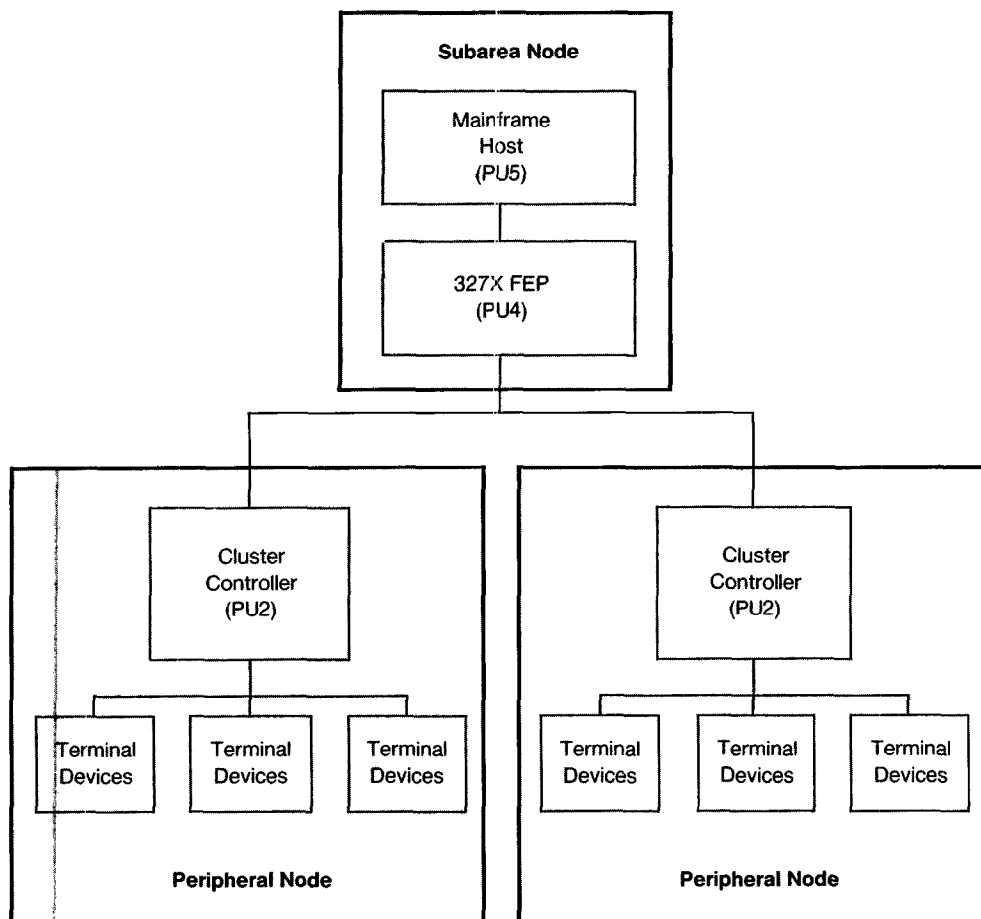 Subarea Node
Mainframe
Host
(PU5)
327X FEP
(PU4)
Cluster
Controller
(PU2)
Terminal
Devices
Terminal
Devices
Terminal
Devices
Peripheral Node
Cluster
Controller
(PU2)
Terminal
Devices
Terminal
Devices
Terminal
Devices
Peripheral Node